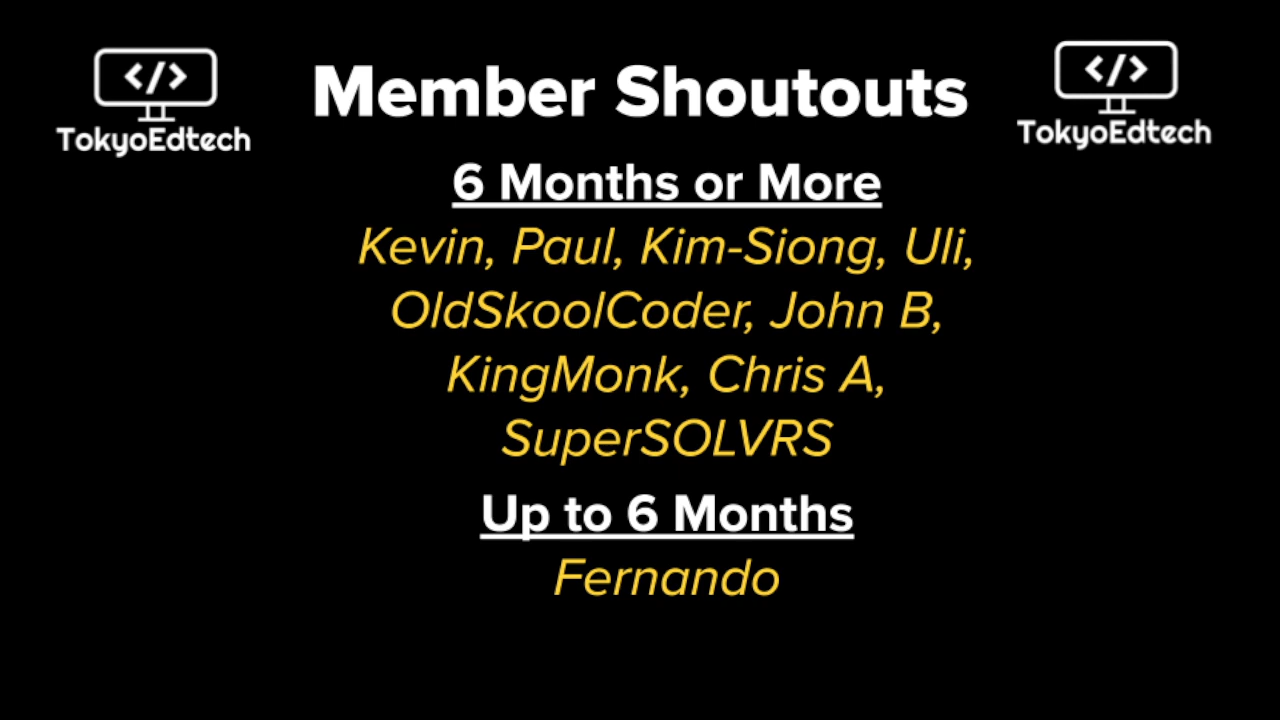 </>
TokyoEdtech
Member Shoutouts
</>
TokyoEdtech
6 Months or More
Kevin, Paul, Kim-Siong, Uli,
OldSkoolCoder, John B,
KingMonk, Chris A,
SuperSOLVRS
Up to 6 Months
Fernando